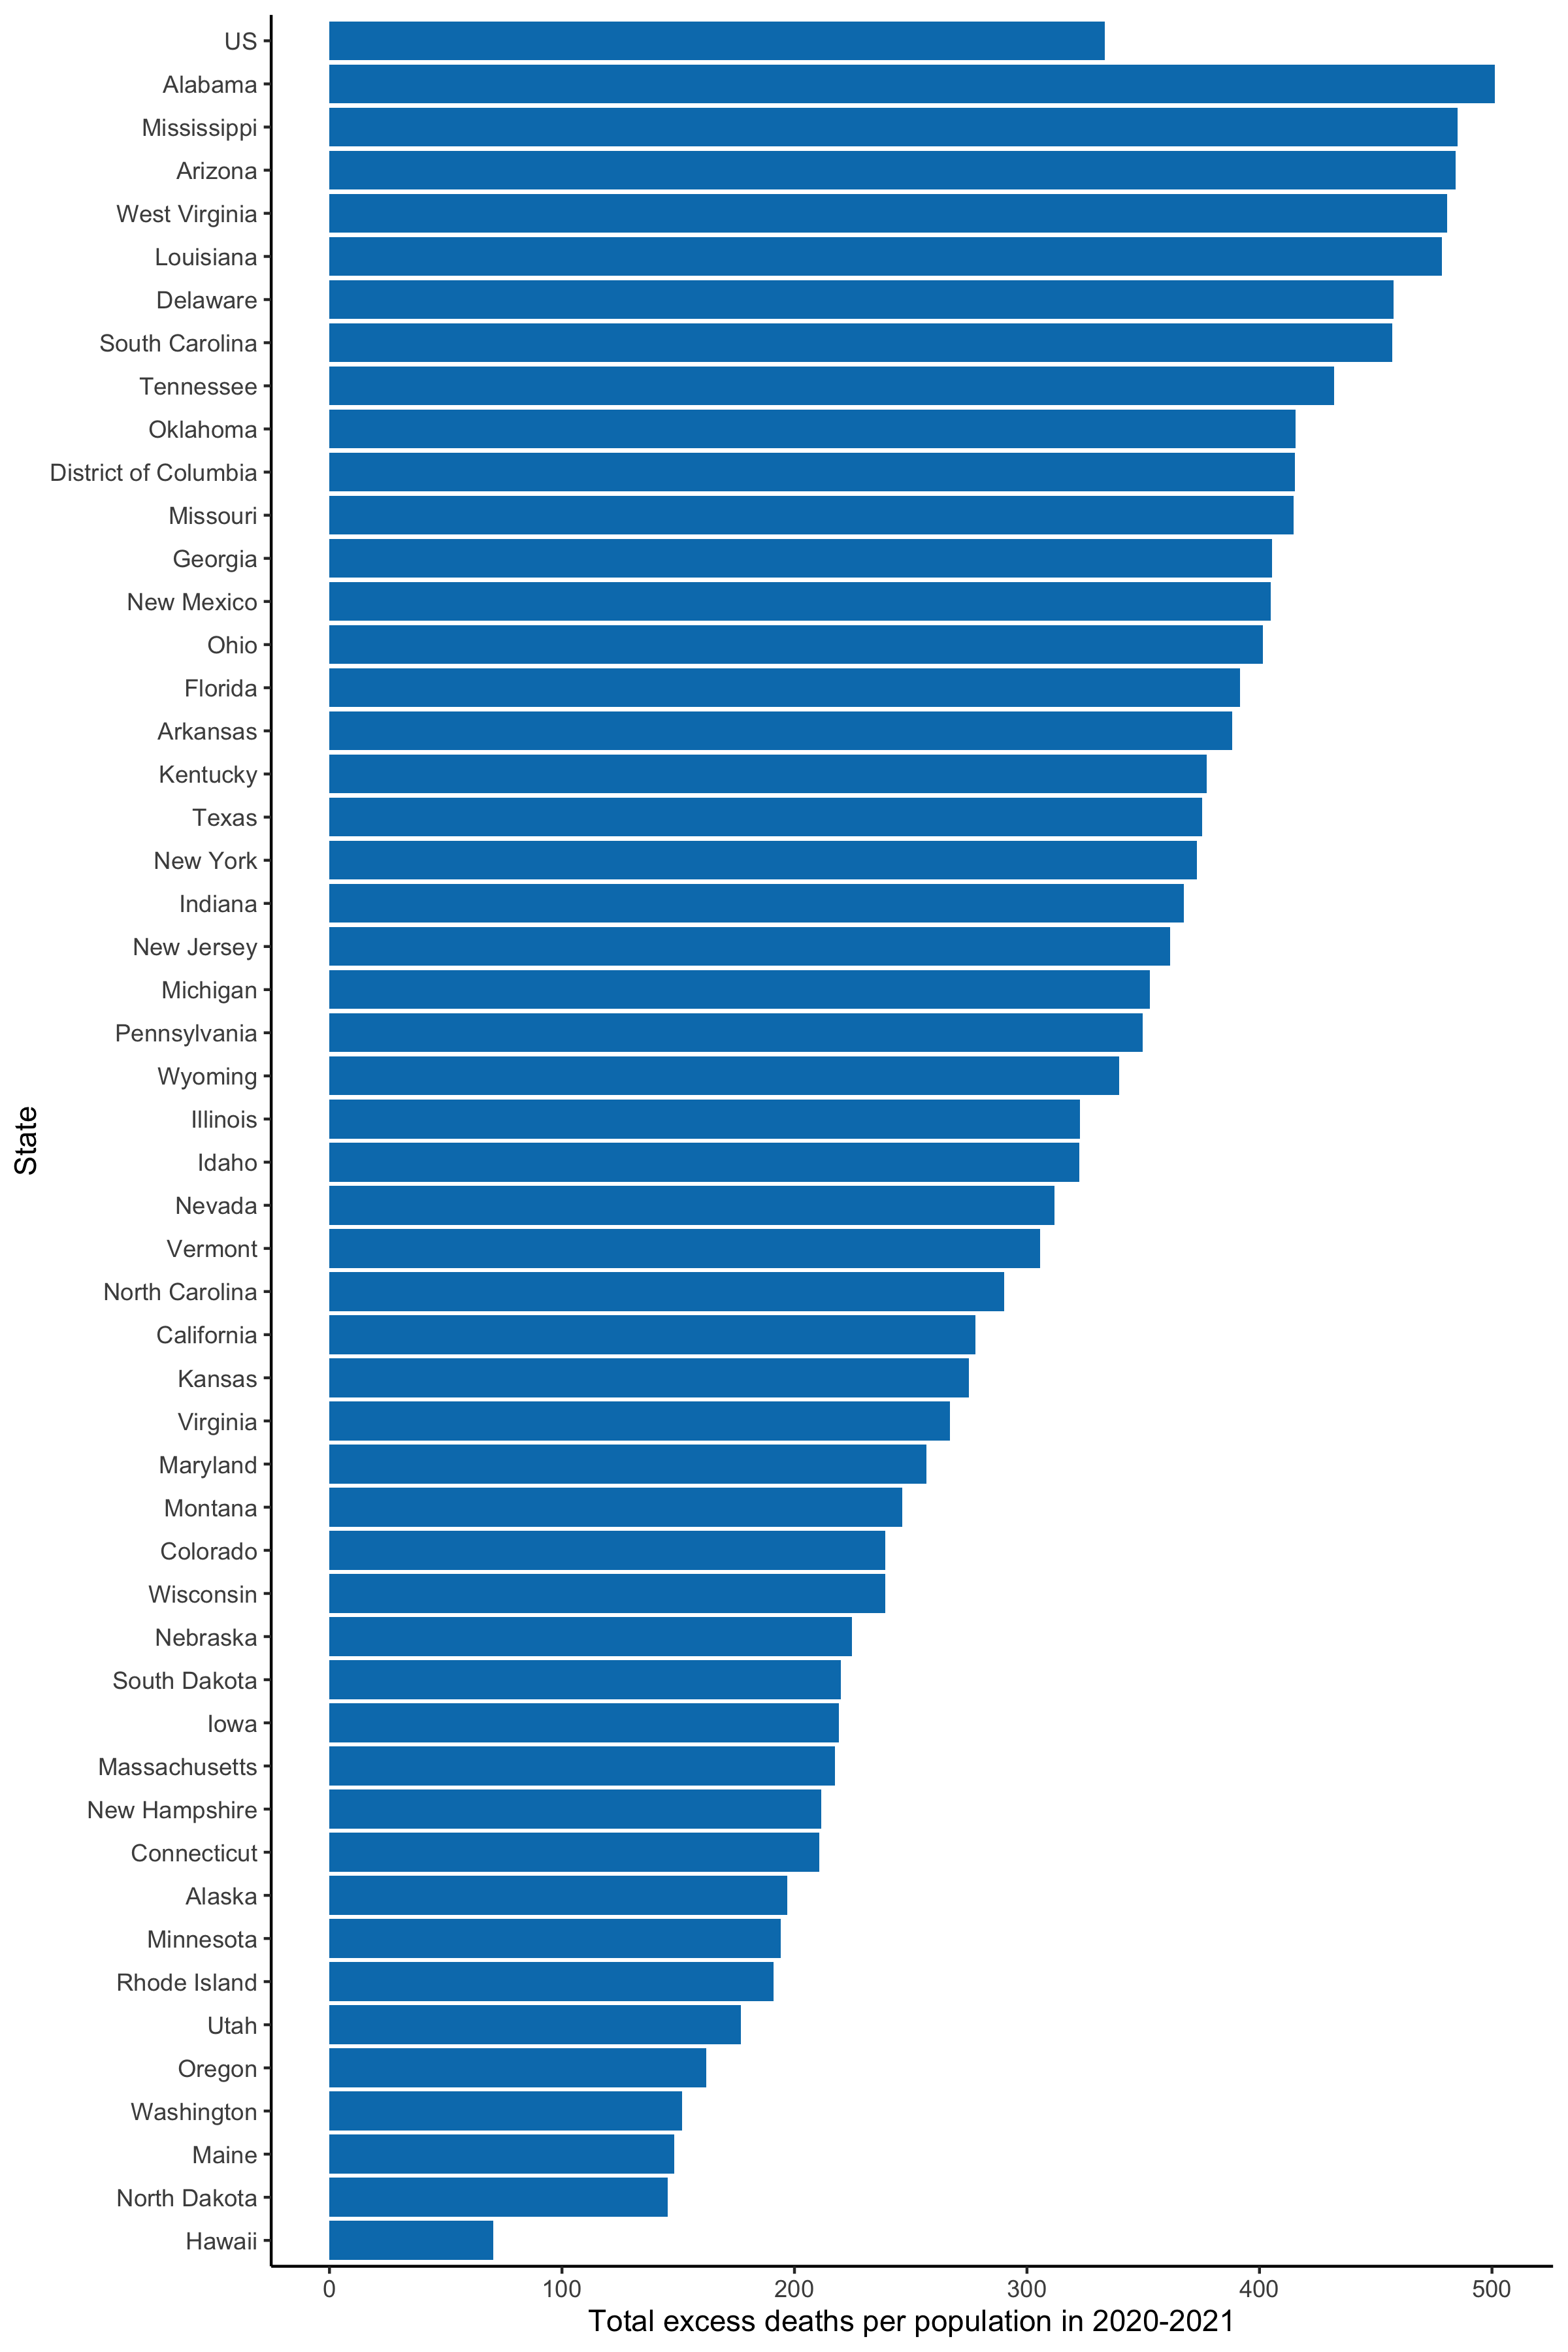 US
Alabama
Mississippi
Arizona
West Virginia
Louisiana
Delaware
South Carolina
Tennessee
Oklahoma
District of Columbia
Missouri
Georgia
New Mexico
Ohio
Florida
Arkansas
Kentucky
Texas
New York
Indiana
New Jersey
Michigan
Pennsylvania
Wyoming
Illinois
Idaho
Nevada
Vermont
North Carolina
California
Kansas
Virginia
Maryland
Montana
Colorado
Wisconsin
Nebraska
South Dakota
Iowa
Massachusetts
New Hampshire
Connecticut
Alaska
Minnesota
Rhode Island
Utah
Oregon
Washington
Maine
North Dakota
Hawaii
State
0 100 200 300 400 500
Total excess deaths per population in 2020-2021